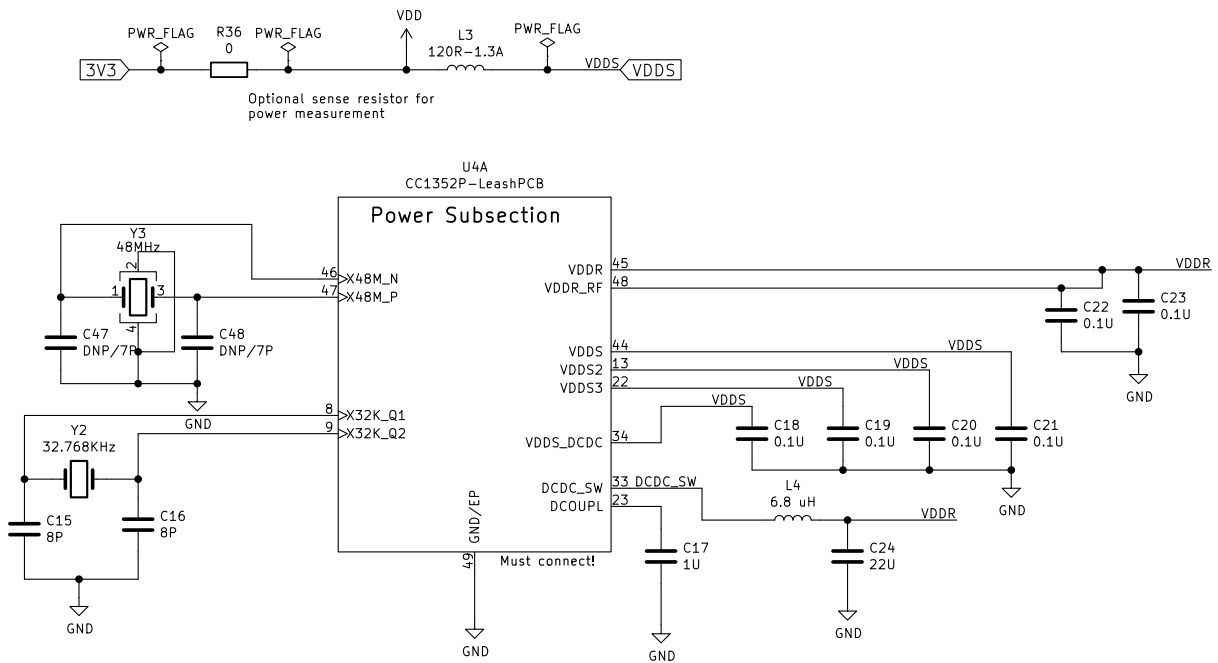 PWR_FLAG
R36
0
PWR_FLAG
VDD
L3
120R-1.3A
PWR_FLAG
3V3
VDDS
VDDS
Optional sense resistor for
power measurement
U4A
CC1352P-LeashPCB
Power Subsection
Y3
48MHz
2
1
3
4
C47
DNP/7P
C48
DNP/7P
GND
46
X48M_N
47
X48M_P
8
X32K_Q1
9
X32K_Q2
Y2
32.768KHz
C15
8P
C16
8P
GND
VDDR
45
VDDR
VDDR_RF
48
C22
0.1U
C23
0.1U
GND
VDDS
44
VDDS
VDDS2
13
VDDS
VDDS3
22
VDDS
VDDS
VDDS_DCDC
34
C18
0.1U
C19
0.1U
C20
0.1U
C21
0.1U
GND
DCDC_SW
33
DCDC_SW
DCOUPL
23
L4
6.8 uH
VDDR
C17
1U
C24
22U
GND
GND
GND/EP
49
Must connect!
GND